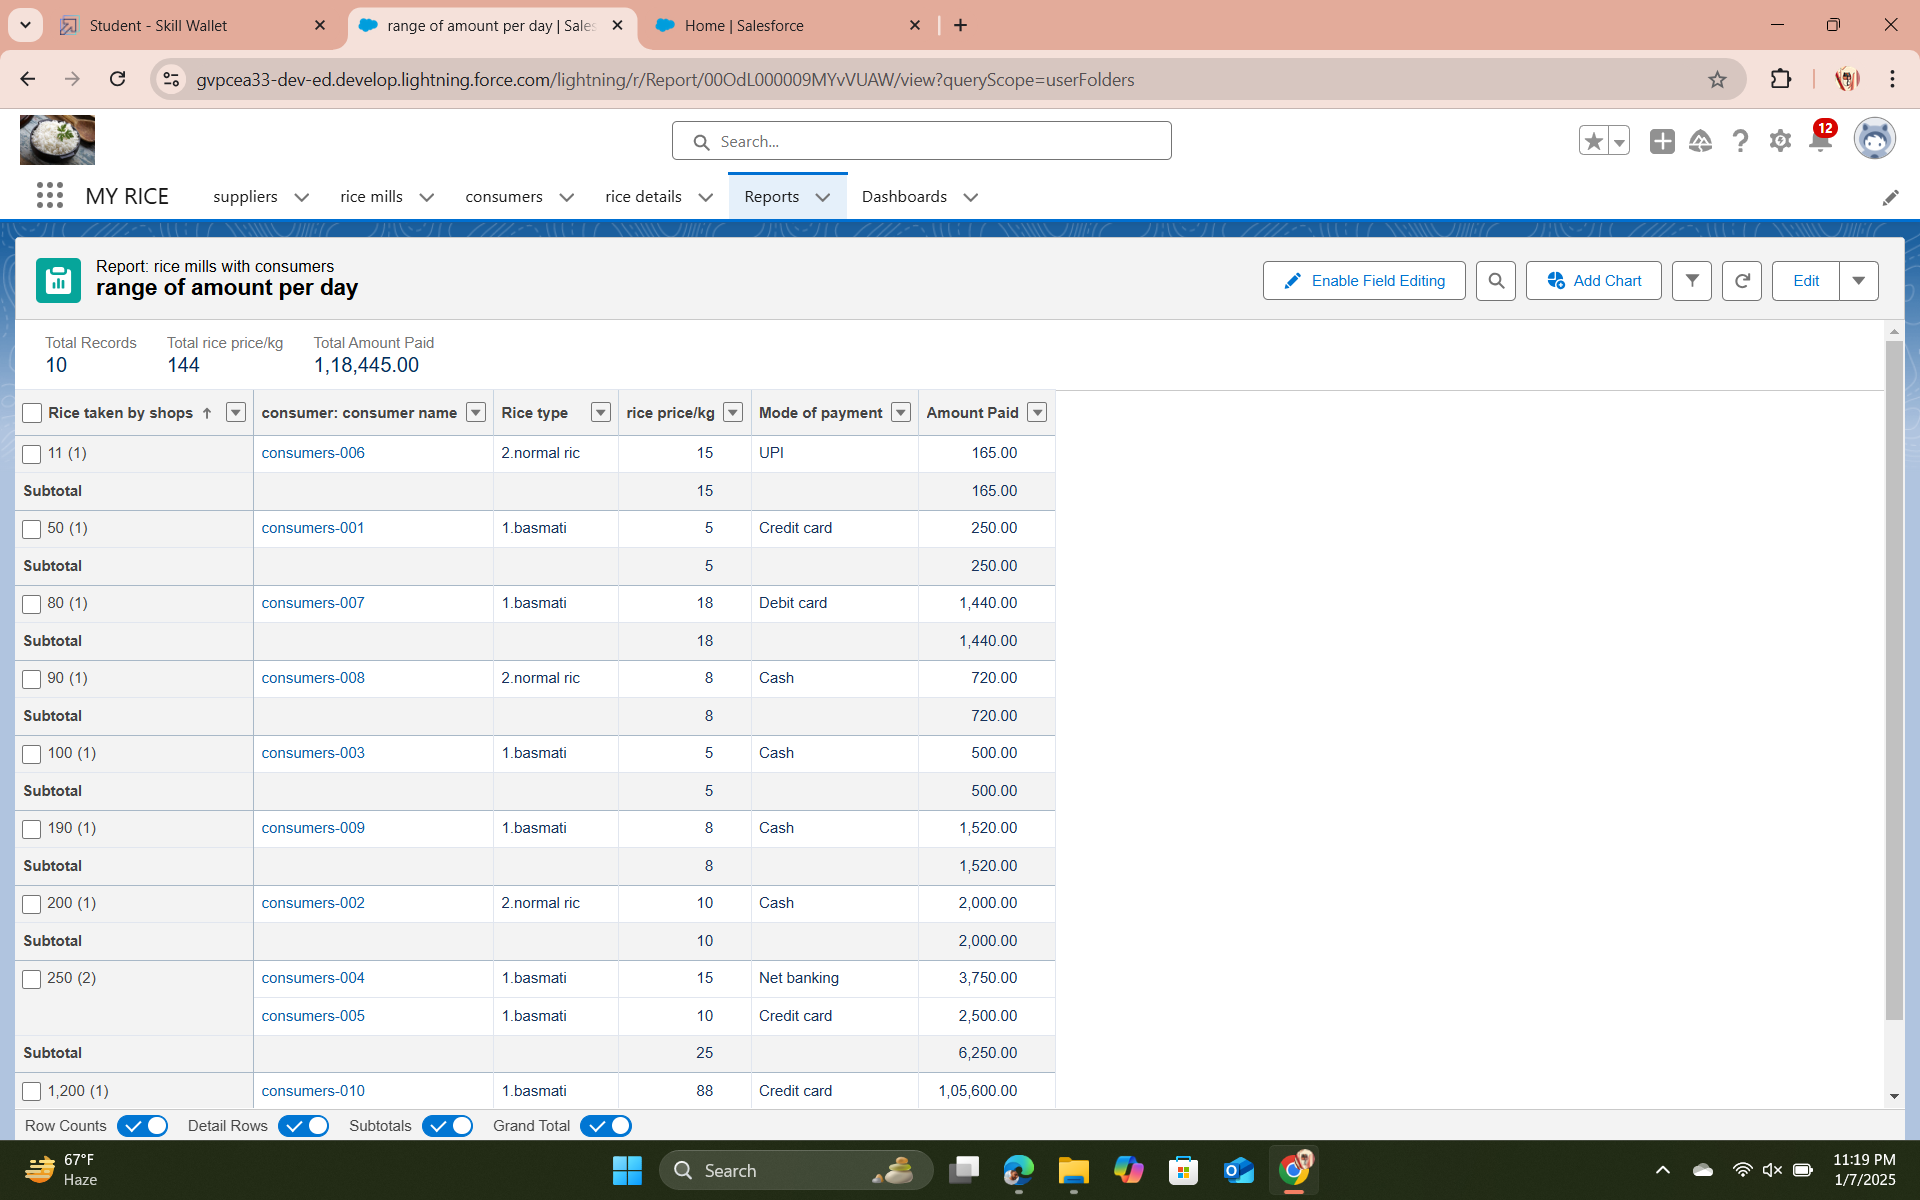 Student - Skill Wallet
range of amount per day | Sales
Home | Salesforce
gvpcea33-dev-ed.develop.lightning.force.com/lightning/r/Report/00OdL000009MYvVUAW/view?queryScope=userFolders
Search...
12
MY RICE suppliers rice mills consumers rice details Reports Dashboards
Report: rice mills with consumers
range of amount per day
Enable Field Editing Add Chart Edit
Total Records Total rice price/kg Total Amount Paid
10 144 1,18,445.00
Rice taken by shops ↑ consumer: consumer name Rice type rice price/kg Mode of payment Amount Paid
11 (1) consumers-006 2.normal ric 15 UPI 165.00
Subtotal 15 165.00
50 (1) consumers-001 1.basmati 5 Credit card 250.00
Subtotal 5 250.00
80 (1) consumers-007 1.basmati 18 Debit card 1,440.00
Subtotal 18 1,440.00
90 (1) consumers-008 2.normal ric 8 Cash 720.00
Subtotal 8 720.00
100 (1) consumers-003 1.basmati 5 Cash 500.00
Subtotal 5 500.00
190 (1) consumers-009 1.basmati 8 Cash 1,520.00
Subtotal 8 1,520.00
200 (1) consumers-002 2.normal ric 10 Cash 2,000.00
Subtotal 10 2,000.00
250 (2) consumers-004 1.basmati 15 Net banking 3,750.00
consumers-005 1.basmati 10 Credit card 2,500.00
Subtotal 25 6,250.00
1,200 (1) consumers-010 1.basmati 88 Credit card 1,05,600.00
Row Counts Detail Rows Subtotals Grand Total
67°F
Haze
Search
11:19 PM
1/7/2025